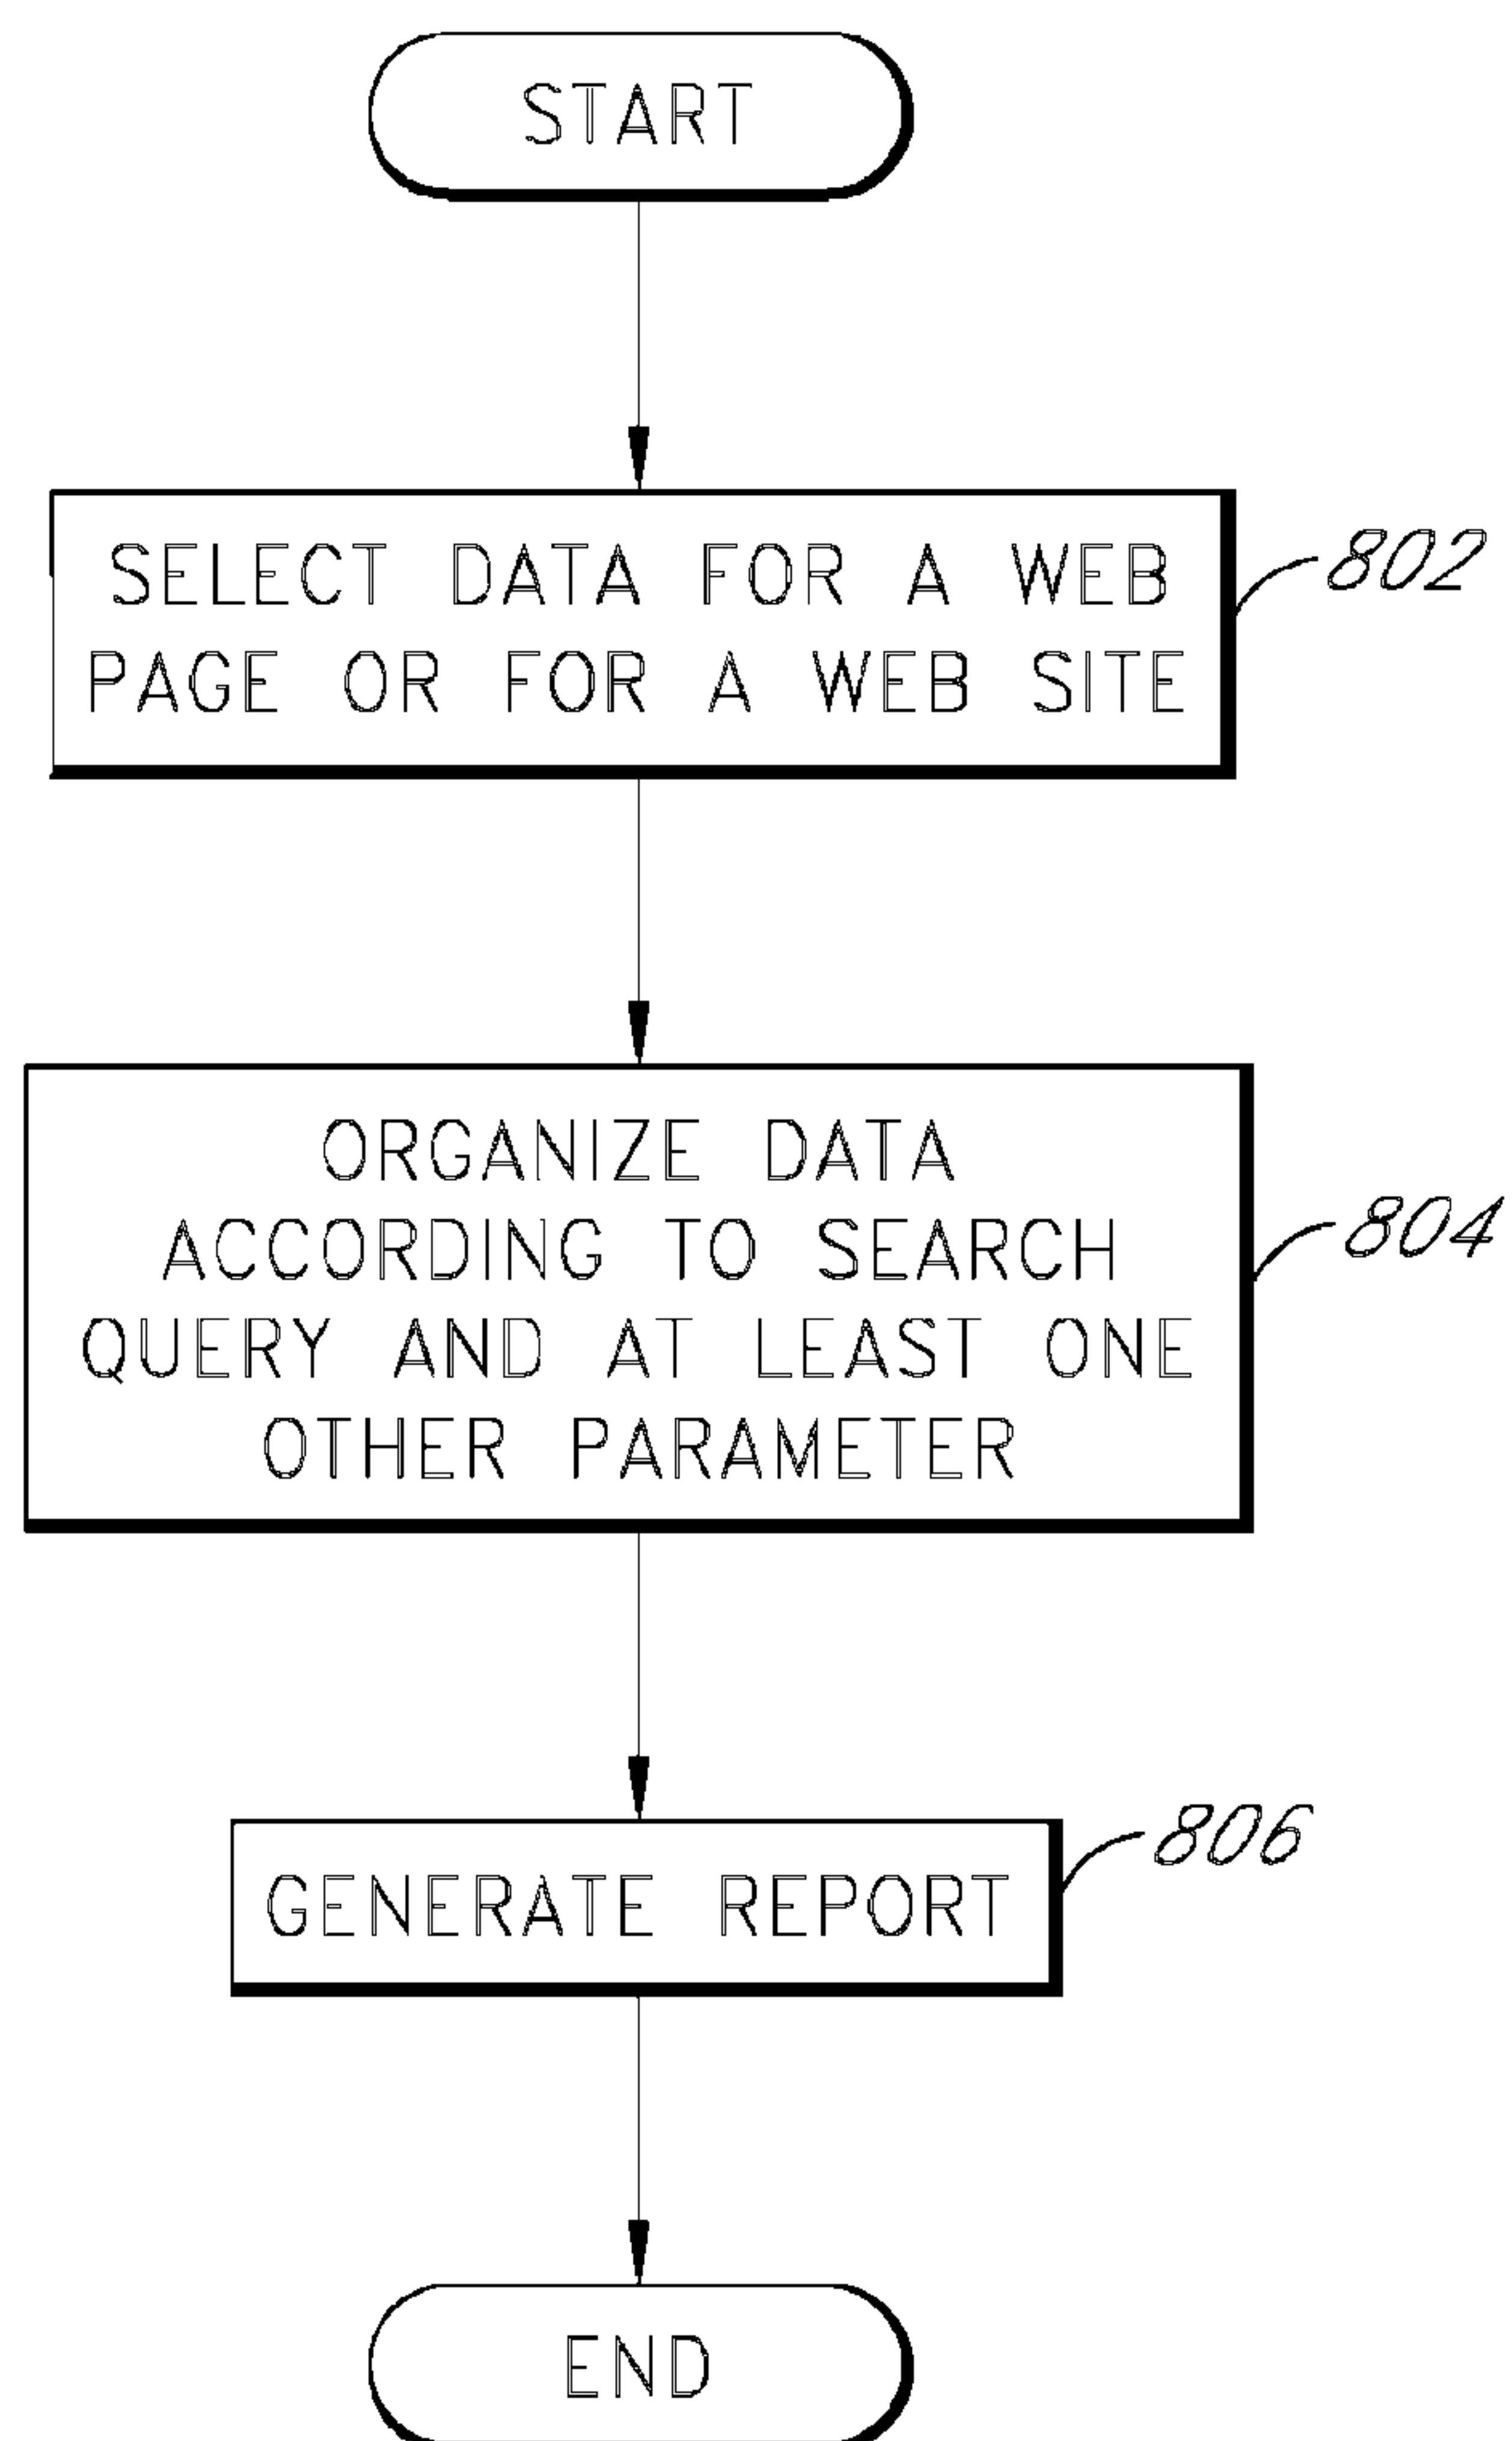 START
SELECT DATA FOR A WEB
PAGE OR FOR A WEB SITE
802
ORGANIZE DATA
ACCORDING TO SEARCH
QUERY AND AT LEAST ONE
OTHER PARAMETER
804
GENERATE REPORT
806
END